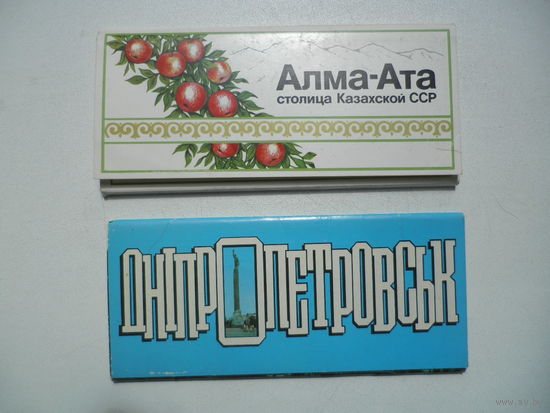 Алма-Ата
столица Казахской ССР
ДНІПРОПЕТРОВСЬК